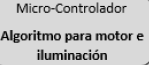 Micro-Controlador
Algoritmo para motor e
iluminación